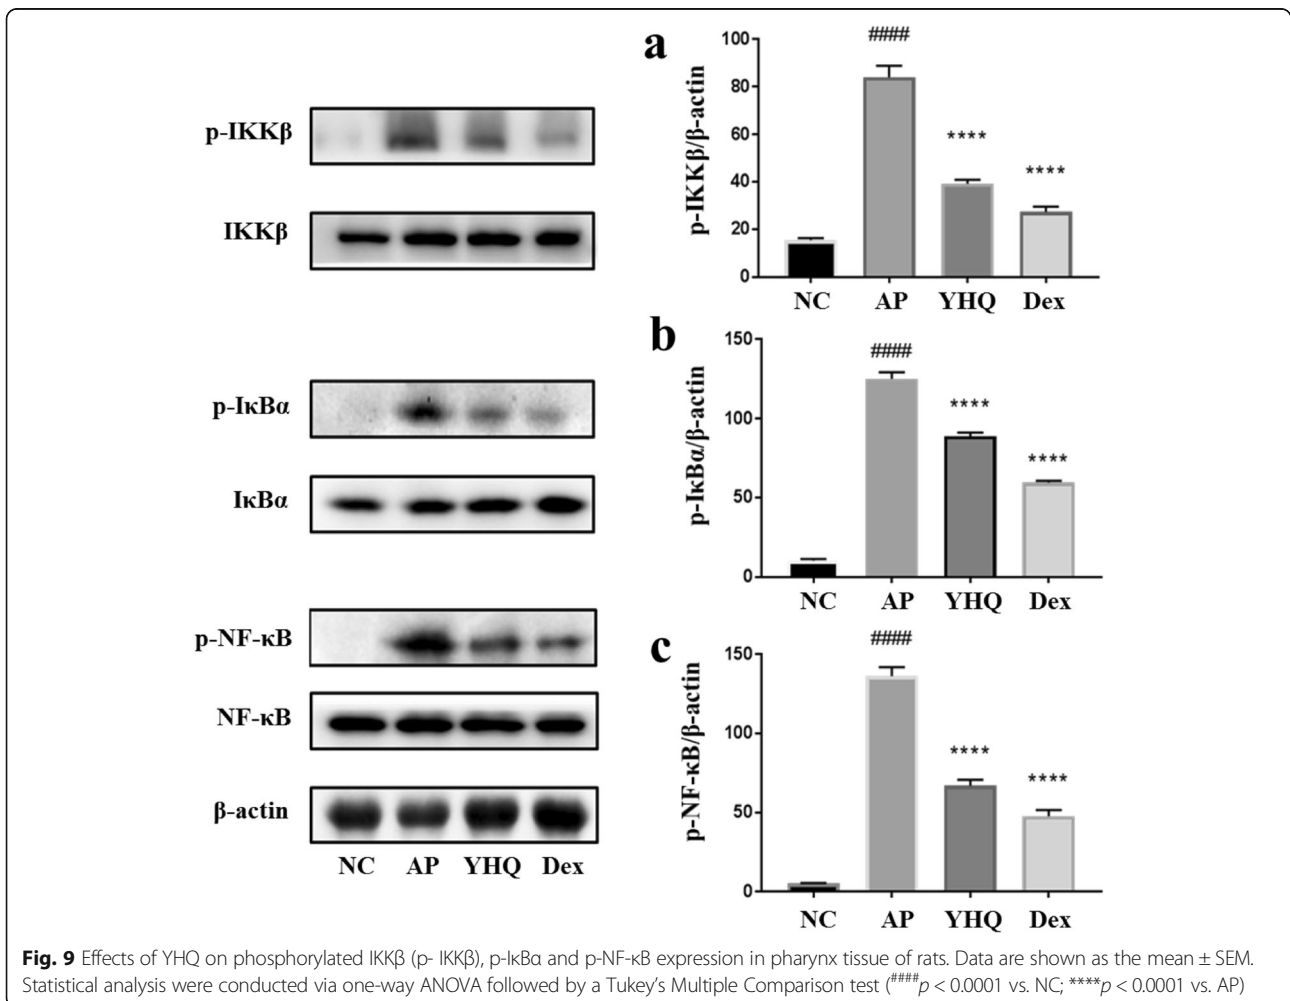 p-IKKβ
IKKβ
p-IκBα
IκBα
p-NF-κB
NF-κB
β-actin
NC AP YHQ Dex
a
p-IKKβ/β-actin
100
80
60
40
20
0
####
****
****
NC AP YHQ Dex
b
p-IκBα/β-actin
150
100
50
0
####
****
****
NC AP YHQ Dex
c
p-NF-κB/β-actin
150
100
50
0
####
****
****
NC AP YHQ Dex
Fig. 9 Effects of YHQ on phosphorylated IKKβ (p- IKKβ), p-IκBα and p-NF-κB expression in pharynx tissue of rats. Data are shown as the mean ± SEM.
Statistical analysis were conducted via one-way ANOVA followed by a Tukey's Multiple Comparison test (####p < 0.0001 vs. NC; ****p < 0.0001 vs. AP)